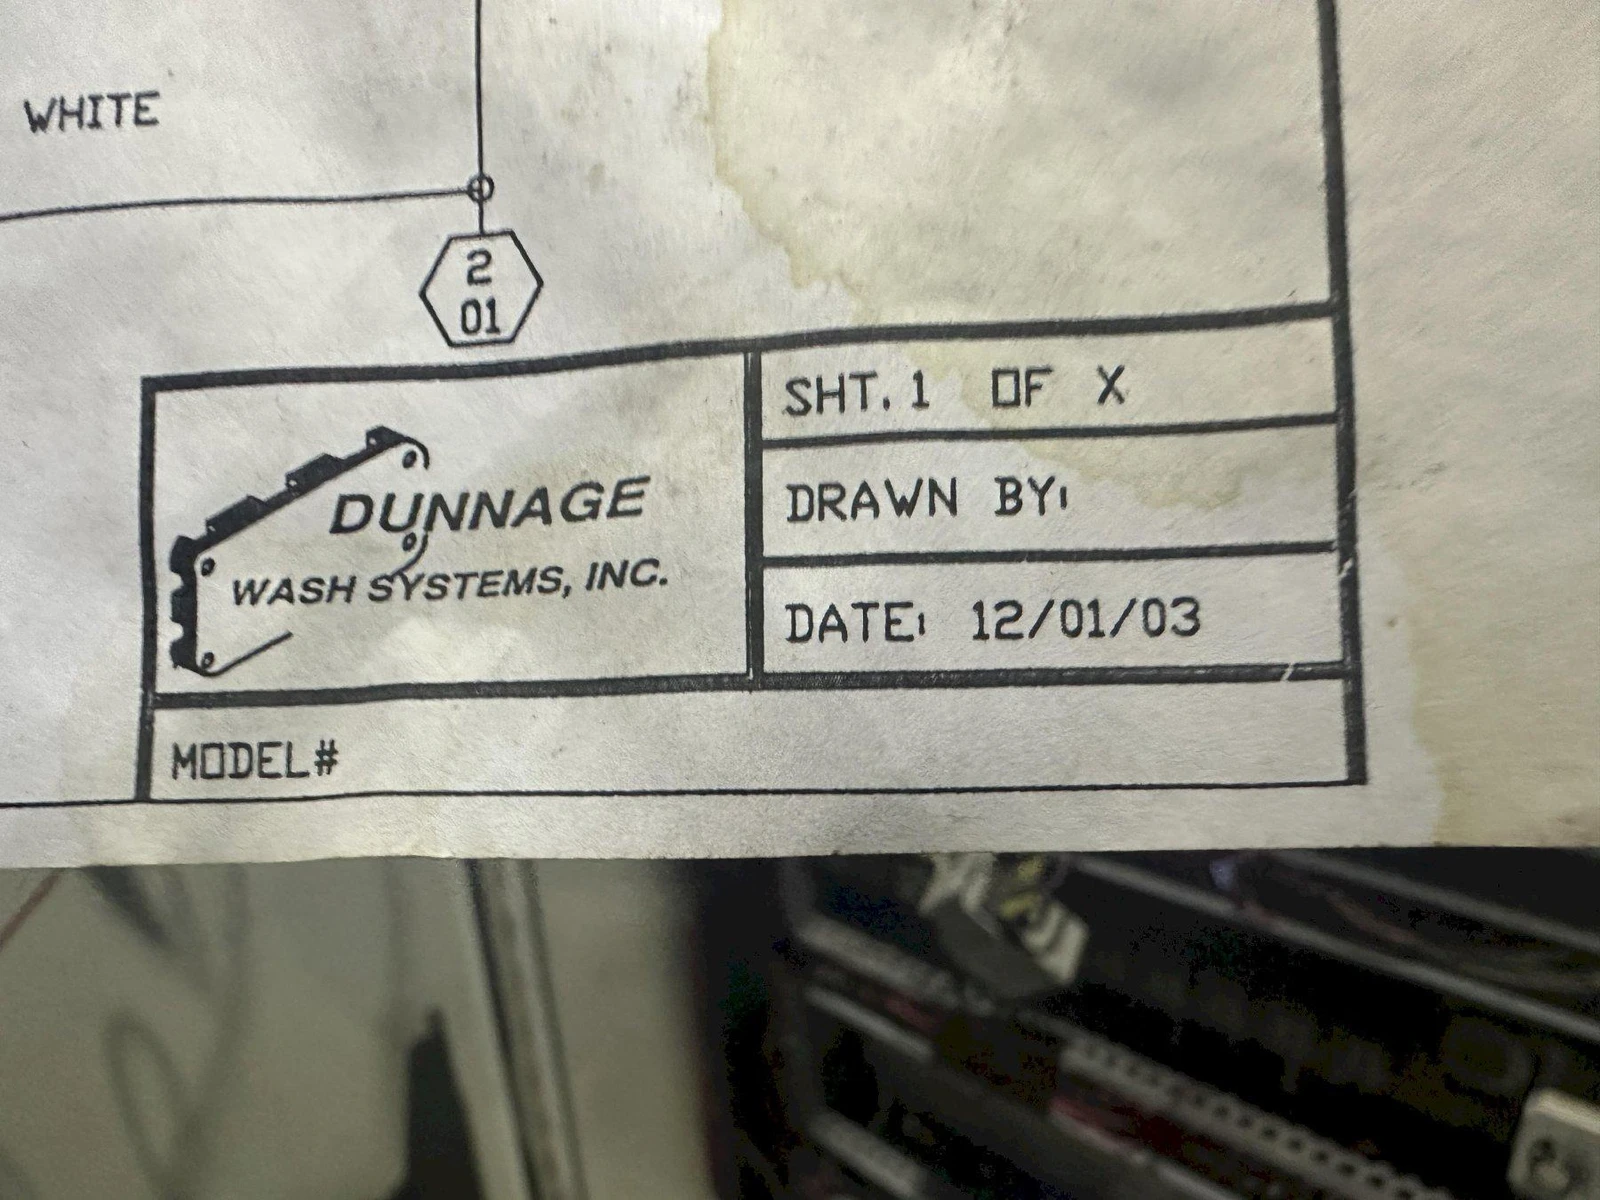 WHITE
2
01
SHT. 1 OF X
DUNNAGE
WASH SYSTEMS, INC.
DRAWN BY:
DATE: 12/01/03
MODEL#